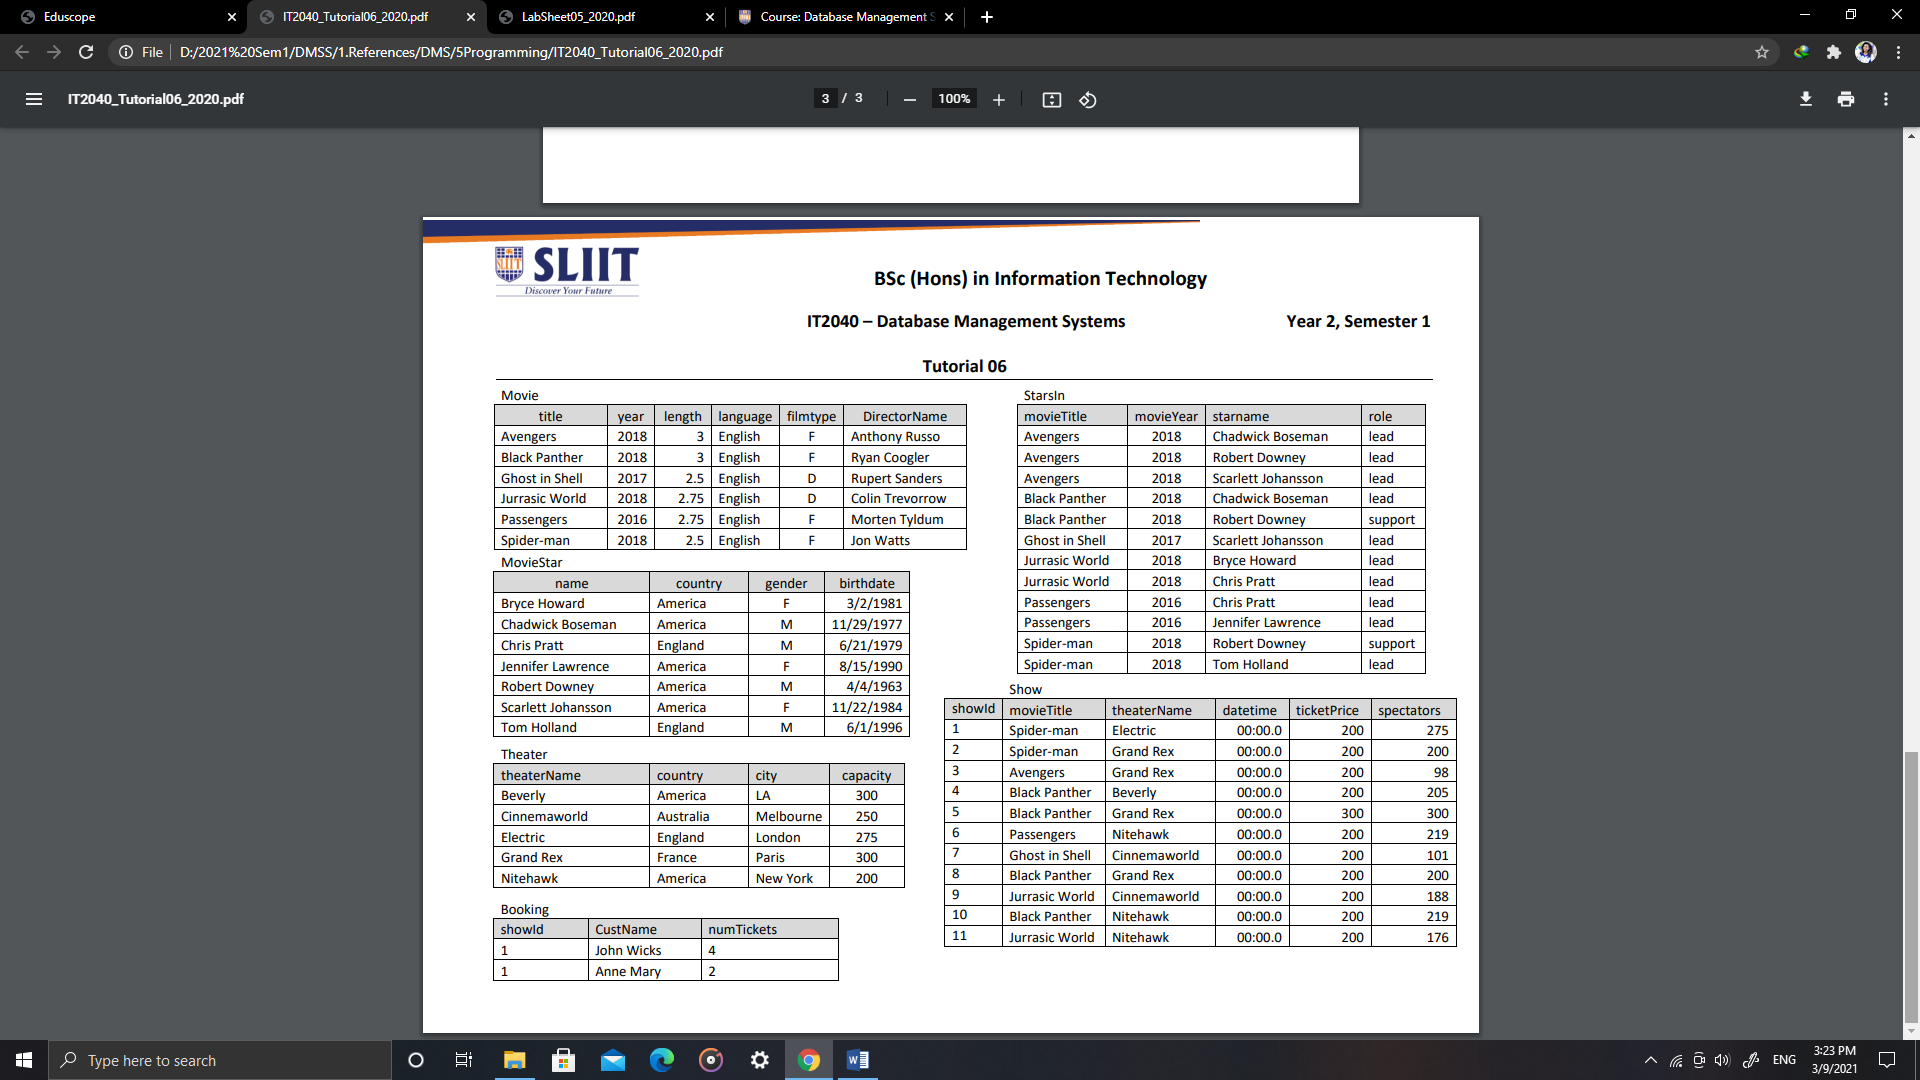 Eduscope
IT2040_Tutorial06_2020.pdf
LabSheet05_2020.pdf
Course: Database Management S
File D:/2021%20Sem1/DMSS/1.References/DMS/5Programming/IT2040_Tutorial06_2020.pdf
IT2040_Tutorial06_2020.pdf
3 / 3
100%
SLIIT
Discover Your Future
BSc (Hons) in Information Technology
IT2040 – Database Management Systems Year 2, Semester 1
Tutorial 06
Movie
title year length language filmtype DirectorName
Avengers 2018 3 English F Anthony Russo
Black Panther 2018 3 English F Ryan Coogler
Ghost in Shell 2017 2.5 English D Rupert Sanders
Jurrasic World 2018 2.75 English D Colin Trevorrow
Passengers 2016 2.75 English F Morten Tyldum
Spider-man 2018 2.5 English F Jon Watts
MovieStar
name country gender birthdate
Bryce Howard America F 3/2/1981
Chadwick Boseman America M 11/29/1977
Chris Pratt England M 6/21/1979
Jennifer Lawrence America F 8/15/1990
Robert Downey America M 4/4/1963
Scarlett Johansson America F 11/22/1984
Tom Holland England M 6/1/1996
Theater
theaterName country city capacity
Beverly America LA 300
Cinnemaworld Australia Melbourne 250
Electric England London 275
Grand Rex France Paris 300
Nitehawk America New York 200
Booking
showId CustName numTickets
1 John Wicks 4
1 Anne Mary 2
StarsIn
movieTitle movieYear starname role
Avengers 2018 Chadwick Boseman lead
Avengers 2018 Robert Downey lead
Avengers 2018 Scarlett Johansson lead
Black Panther 2018 Chadwick Boseman lead
Black Panther 2018 Robert Downey support
Ghost in Shell 2017 Scarlett Johansson lead
Jurrasic World 2018 Bryce Howard lead
Jurrasic World 2018 Chris Pratt lead
Passengers 2016 Chris Pratt lead
Passengers 2016 Jennifer Lawrence lead
Spider-man 2018 Robert Downey support
Spider-man 2018 Tom Holland lead
Show
showId movieTitle theaterName datetime ticketPrice spectators
1 Spider-man Electric 00:00.0 200 275
2 Spider-man Grand Rex 00:00.0 200 200
3 Avengers Grand Rex 00:00.0 200 98
4 Black Panther Beverly 00:00.0 200 205
5 Black Panther Grand Rex 00:00.0 300 300
6 Passengers Nitehawk 00:00.0 200 219
7 Ghost in Shell Cinnemaworld 00:00.0 200 101
8 Black Panther Grand Rex 00:00.0 200 200
9 Jurrasic World Cinnemaworld 00:00.0 200 188
10 Black Panther Nitehawk 00:00.0 200 219
11 Jurrasic World Nitehawk 00:00.0 200 176
Type here to search
ENG
3:23 PM
3/9/2021